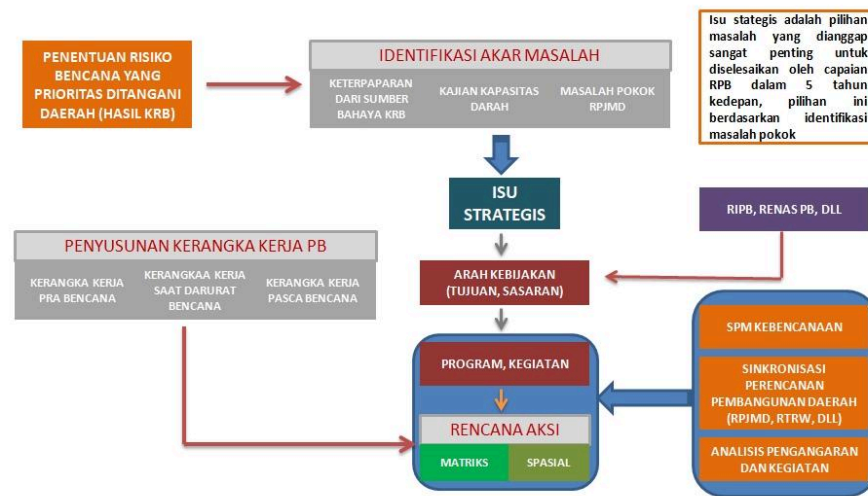 PENENTUAN RISIKO
BENCANA YANG
PRIORITAS DITANGANI
DAERAH (HASIL KRB)
IDENTIFIKASI AKAR MASALAH
KETERPAPARAN
DARI SUMBER
BAHAYA KRB
KAJIAN KAPASITAS
DARAH
MASALAH POKOK
RPJMD
Isu stategis adalah pilihan
masalah yang dianggap
sangat penting untuk
diselesaikan oleh capaian
RPB dalam 5 tahun
kedepan, pilihan ini
berdasarkan identifikasi
masalah pokok
ISU
STRATEGIS
RIPB, RENAS PB, DLL
PENYUSUNAN KERANGKA KERJA PB
KERANGKA KERJA
PRA BENCANA
KERANGKAA KERJA
SAAT DARURAT
BENCANA
KERANGKA KERJA
PASCA BENCANA
ARAH KEBIJAKAN
(TUJUAN, SASARAN)
PROGRAM, KEGIATAN
RENCANA AKSI
MATRIKS
SPASIAL
SPM KEBENCANAAN
SINKRONISASI
PERENCANAN
PEMBANGUNAN DAERAH
(RPJMD, RTRW, DLL)
ANALISIS PENGANGARAN
DAN KEGIATAN